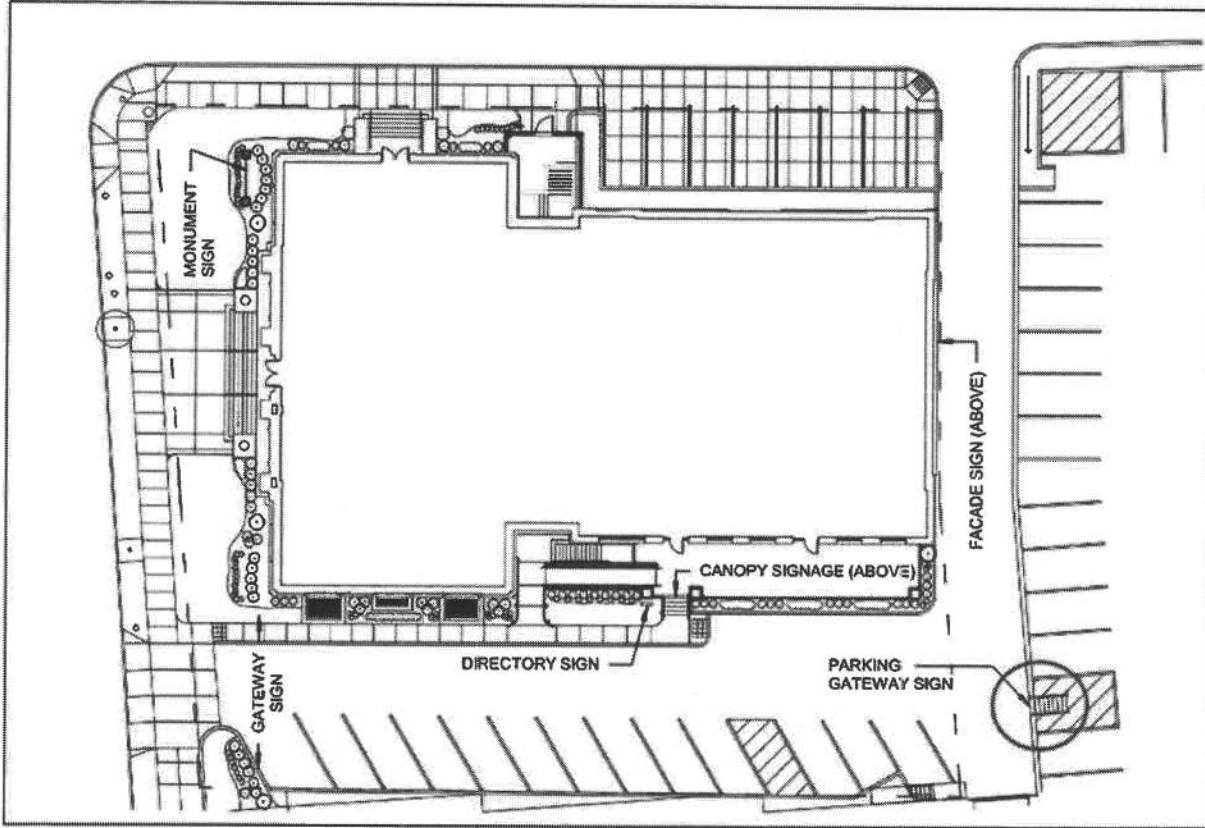 MONUMENT
SIGN
FACADE SIGN (ABOVE)
CANOPY SIGNAGE (ABOVE)
DIRECTORY SIGN
GATEWAY
SIGN
PARKING
GATEWAY SIGN